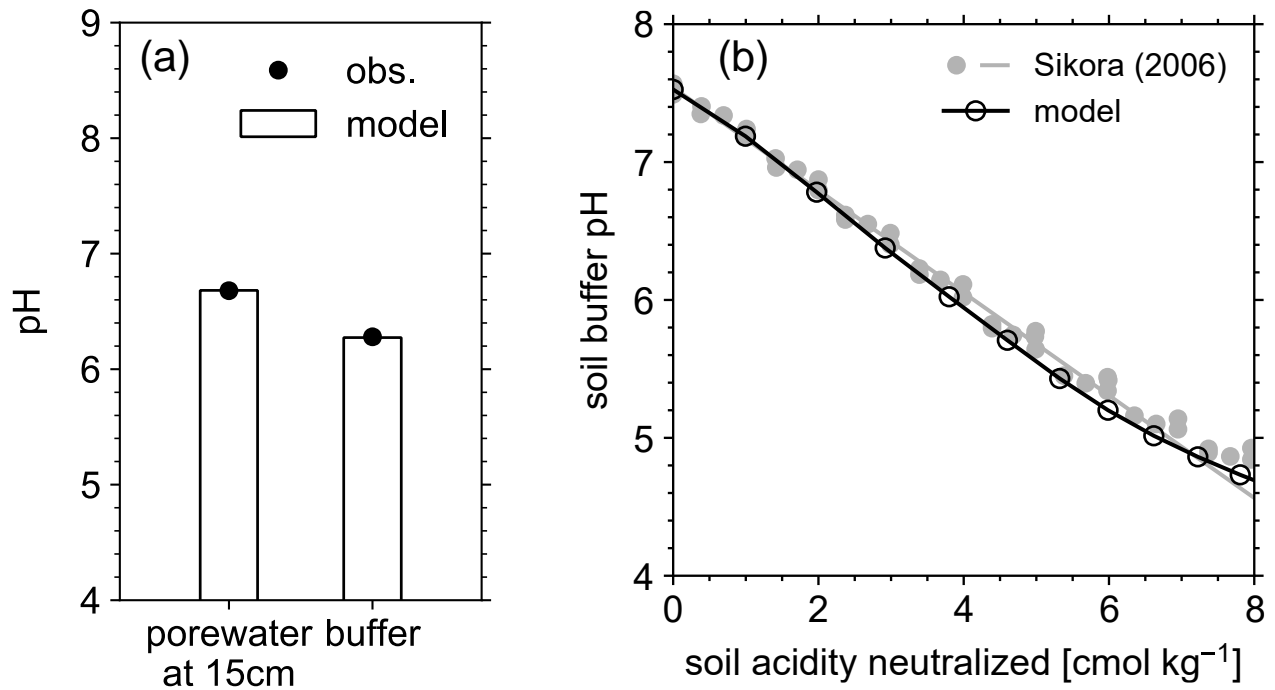 (a)
obs.
model
pH
9
8
7
6
5
4
porewater buffer
at 15cm
(b)
Sikora (2006)
model
soil buffer pH
8
7
6
5
4
0 2 4 6 8
soil acidity neutralized [cmol kg⁻¹]